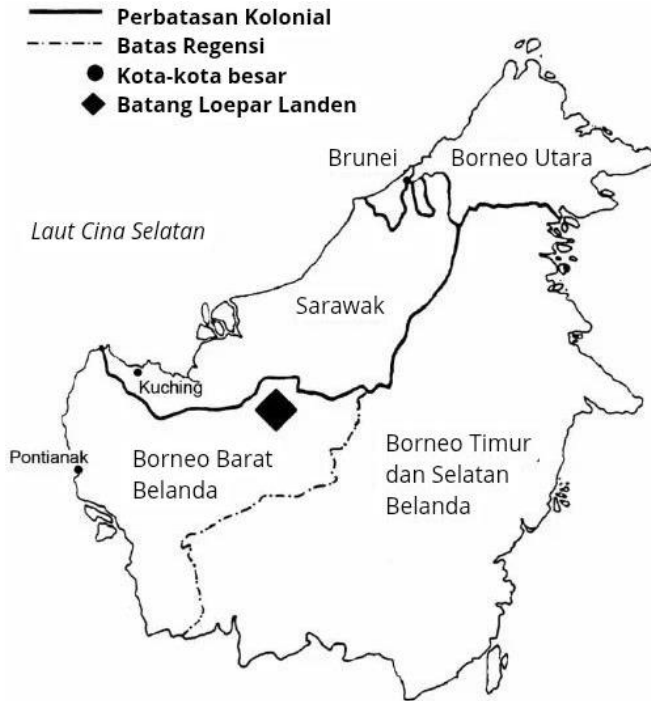 Perbatasan Kolonial
Batas Regensi
Kota-kota besar
Batang Loepar Landen
Brunei
Borneo Utara
Laut Cina Selatan
Sarawak
Kuching
Pontianak
Borneo Barat
Belanda
Borneo Timur
dan Selatan
Belanda